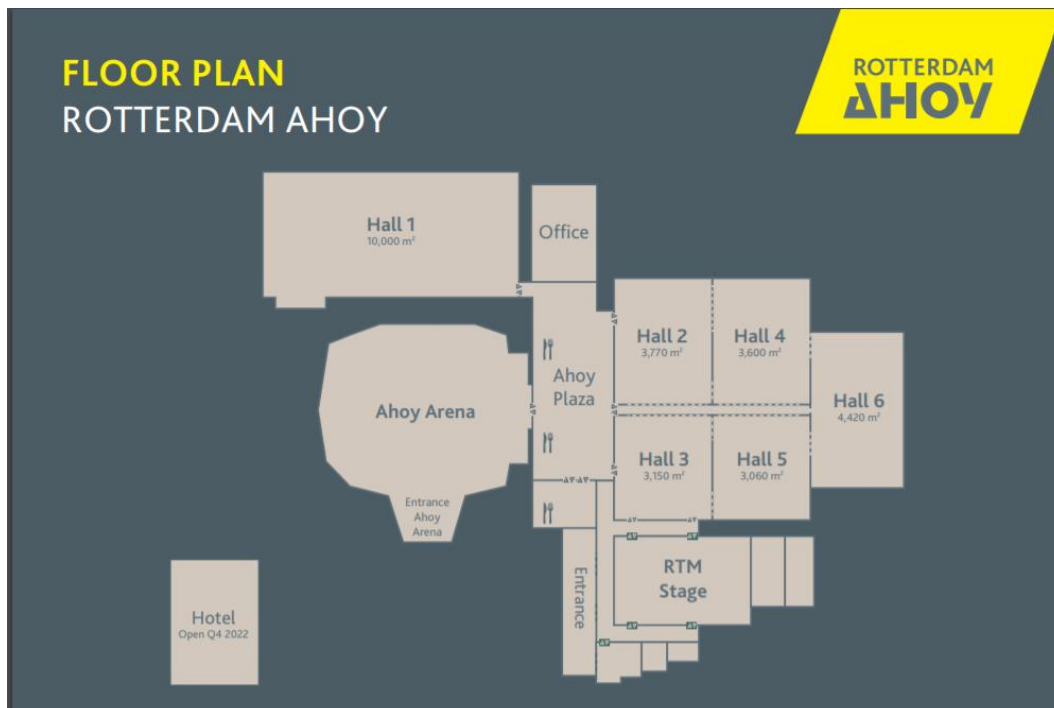 FLOOR PLAN
ROTTERDAM AHOY
ROTTERDAM
AHOY
Hall 1
10,000 m²
Office
Hall 2
3,770 m²
Hall 4
3,600 m²
Ahoy
Plaza
Hall 6
4,420 m²
Ahoy Arena
Hall 3
3,150 m²
Hall 5
3,060 m²
Entrance
Ahoy
Arena
Entrance
RTM
Stage
Hotel
Open Q4 2022